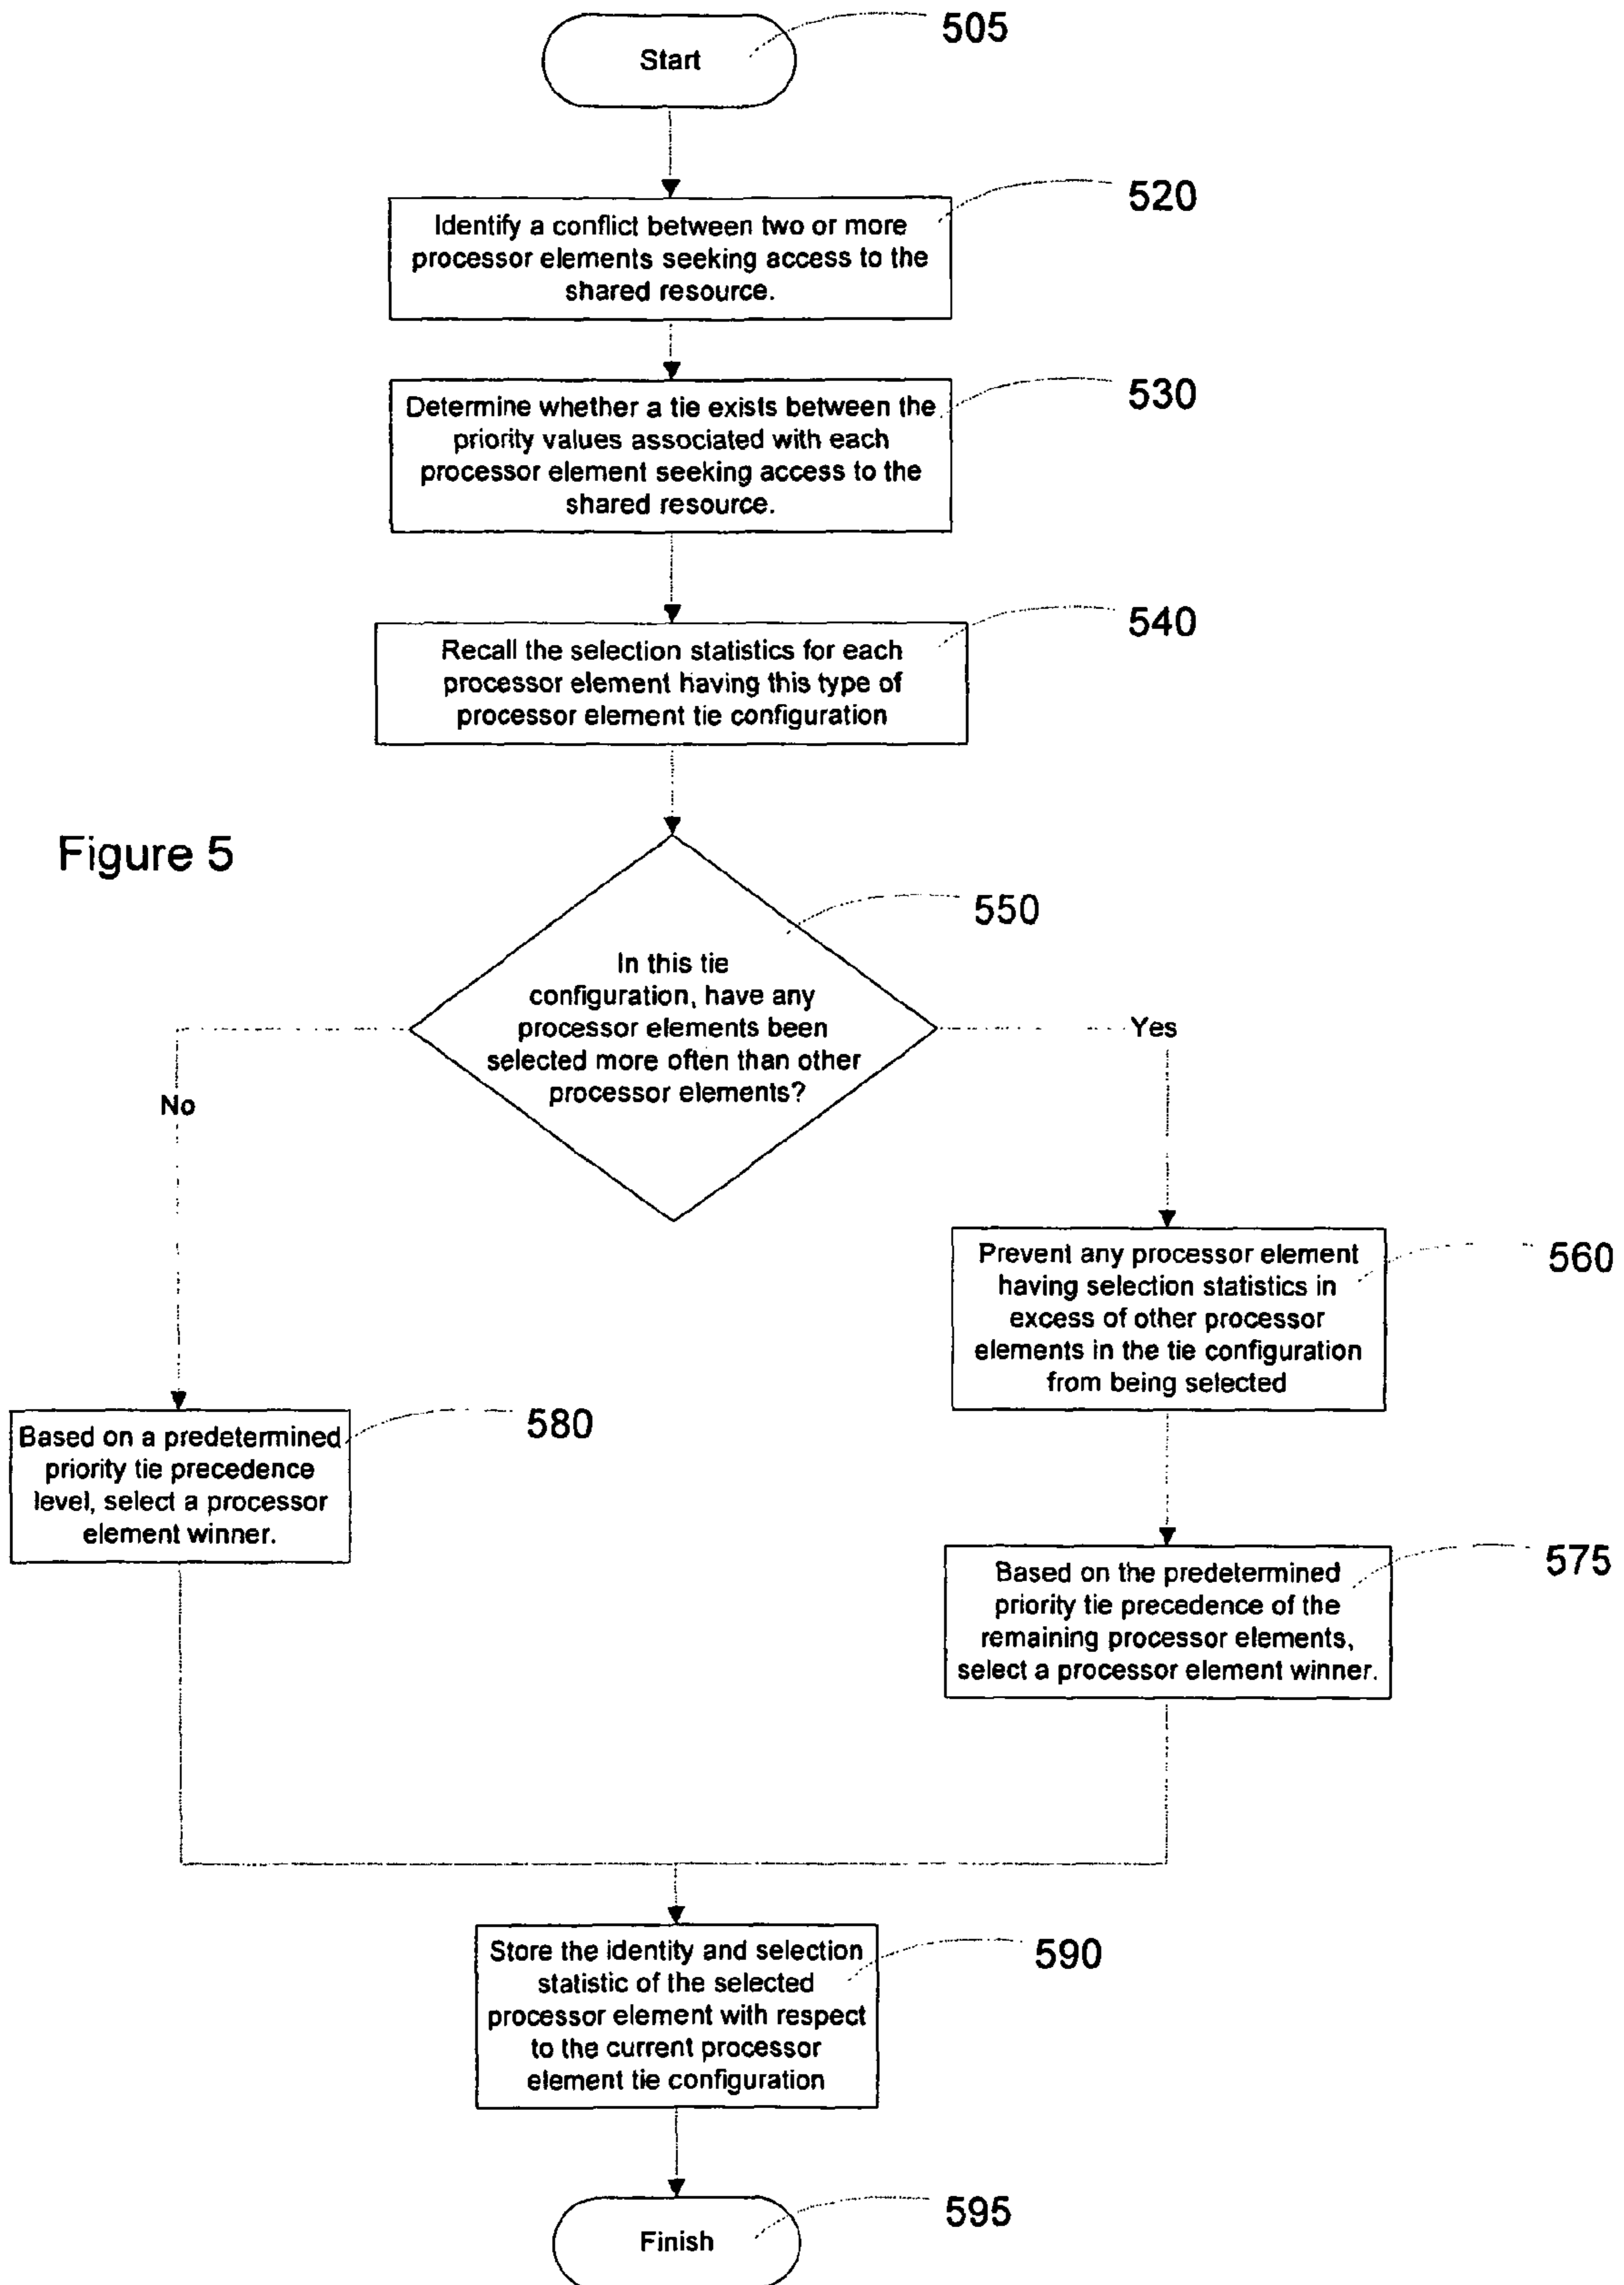 505
Start
520
Identify a conflict between two or more
processor elements seeking access to the
shared resource.
530
Determine whether a tie exists between the
priority values associated with each
processor element seeking access to the
shared resource.
540
Recall the selection statistics for each
processor element having this type of
processor element tie configuration
Figure 5
550
In this tie
configuration, have any
processor elements been
selected more often than other
processor elements?
Yes
No
560
Prevent any processor element
having selection statistics in
excess of other processor
elements in the tie configuration
from being selected
580
Based on a predetermined
priority tie precedence
level, select a processor
element winner.
575
Based on the predetermined
priority tie precedence of the
remaining processor elements,
select a processor element winner.
590
Store the identity and selection
statistic of the selected
processor element with respect
to the current processor
element tie configuration
595
Finish